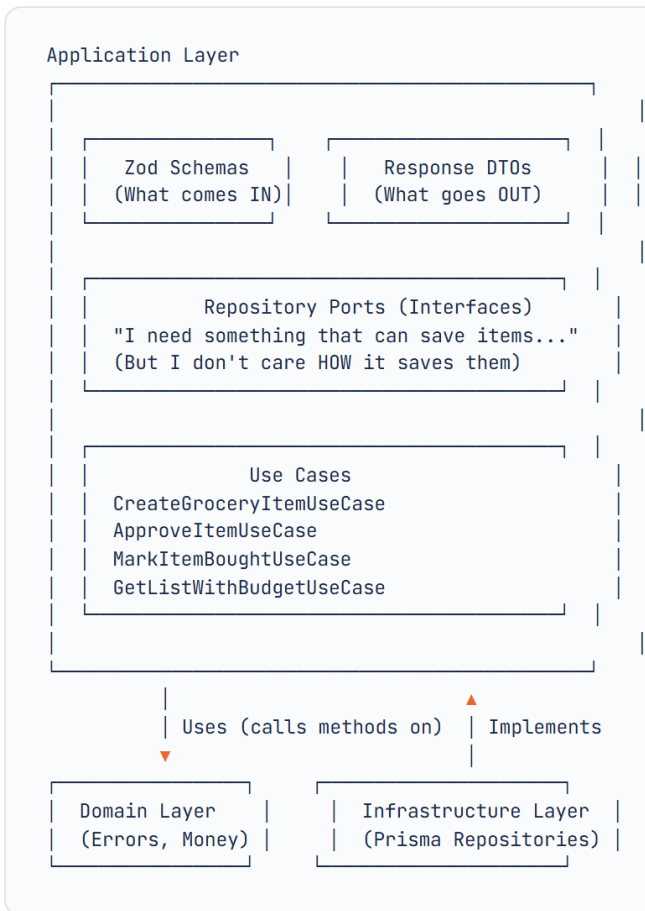 Application Layer
Zod Schemas Response DTOs
(What comes IN) (What goes OUT)
Repository Ports (Interfaces)
"I need something that can save items..."
(But I don't care HOW it saves them)
Use Cases
CreateGroceryItemUseCase
ApproveItemUseCase
MarkItemBoughtUseCase
GetListWithBudgetUseCase
Uses (calls methods on) Implements
Domain Layer Infrastructure Layer
(Errors, Money) (Prisma Repositories)